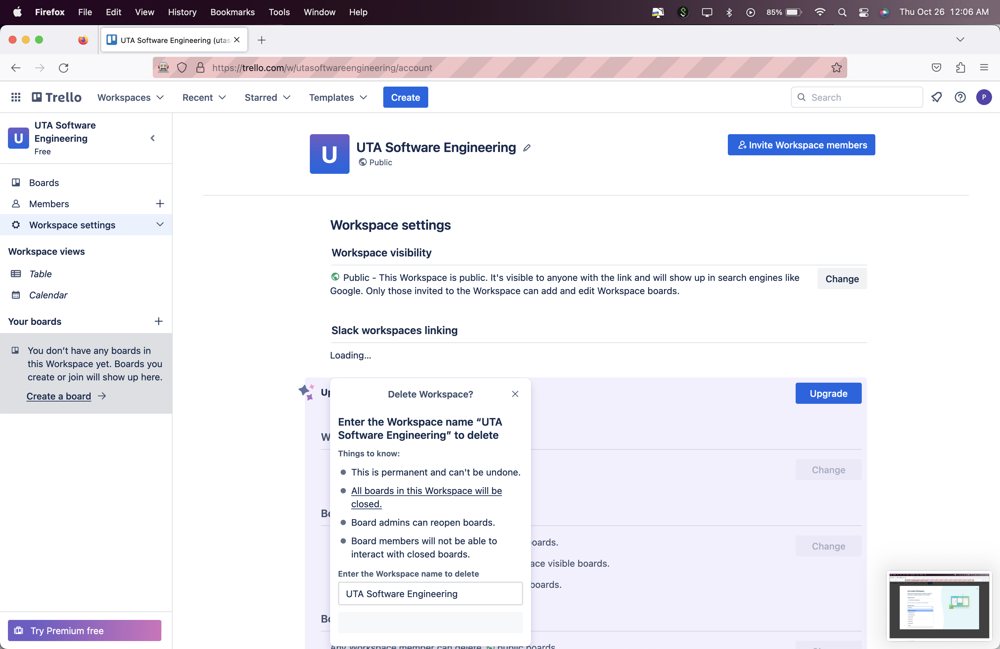 Firefox File Edit View History Bookmarks Tools Window Help 85% Thu Oct 26 12:06 AM
UTA Software Engineering (utas
https://trello.com/w/utasoftwareengineering/account
Trello Workspaces Recent Starred Templates Create Search P
U
UTA Software
Engineering
Free
Boards
Members
Workspace settings
Workspace views
Table
Calendar
Your boards
You don’t have any boards in
this Workspace yet. Boards you
create or join will show up here.
Create a board
Try Premium free
U
UTA Software Engineering
Public
Invite Workspace members
Workspace settings
Workspace visibility
Public - This Workspace is public. It's visible to anyone with the link and will show up in search engines like
Google. Only those invited to the Workspace can add and edit Workspace boards.
Change
Slack workspaces linking
Loading...
Upgrade
Delete Workspace?
Enter the Workspace name “UTA
Software Engineering” to delete
Things to know:
This is permanent and can't be undone.
All boards in this Workspace will be
closed.
Board admins can reopen boards.
Board members will not be able to
interact with closed boards.
Enter the Workspace name to delete
UTA Software Engineering
Change
oards.
Change
ace visible boards.
boards.
Any Workspace member can delete public boards.